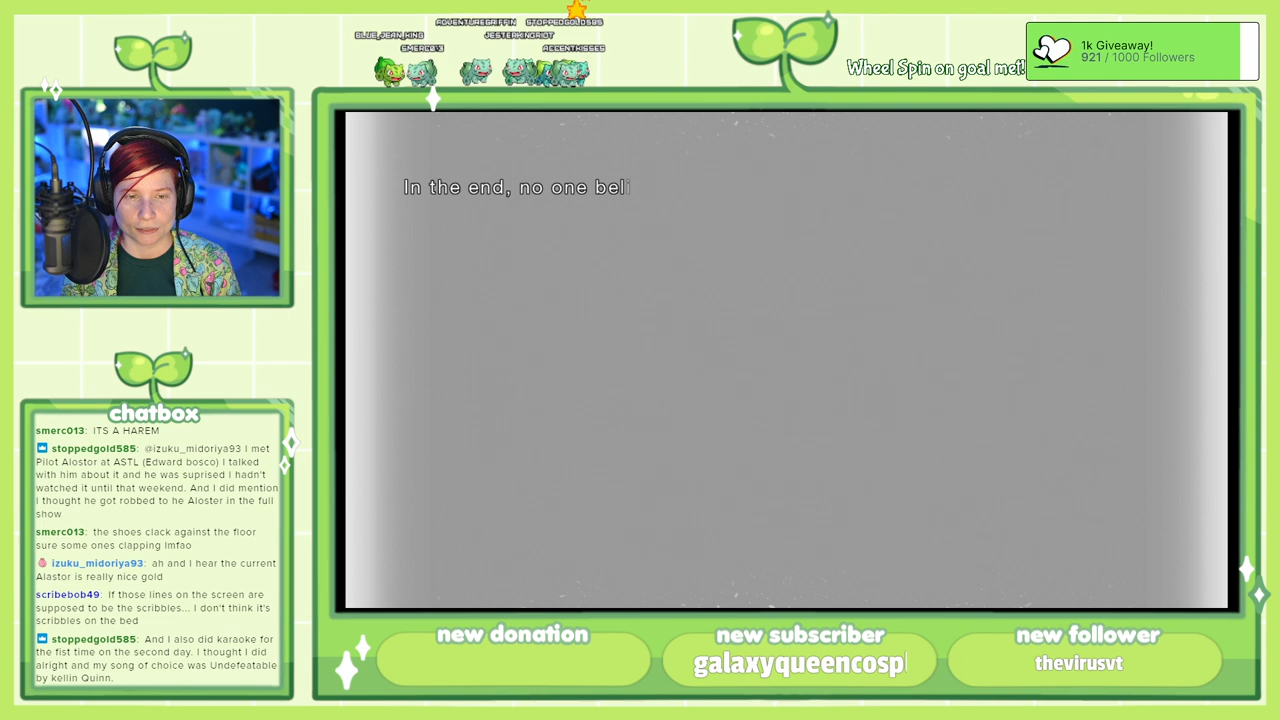 ADVENTUREGRIFFIN STOPPEDGOLD585
BLUE_JEAN_KING JESTERKINGRIOT
SMERC013 ACCENTKISSES
Wheel Spin on goal met!
1k Giveaway!
921 / 1000 Followers
In the end, no one beli
chatbox
smerc013: ITS A HAREM
stoppedgold585: @izuku_midoriya93 I met
Pilot Alostor at ASTL (Edward bosco) I talked
with him about it and he was suprised I hadn't
watched it until that weekend. And I did mention
I thought he got robbed to he Aloster in the full
show
smerc013: the shoes clack against the floor
sure some ones clapping lmfao
izuku_midoriya93: ah and I hear the current
Alastor is really nice gold
scribebob49: If those lines on the screen are
supposed to be the scribbles... I don't think it's
scribbles on the bed
stoppedgold585: And I also did karaoke for
the fist time on the second day. I thought I did
alright and my song of choice was Undefeatable
by kellin Quinn.
new donation
new subscriber
galaxyqueencosp
new follower
thevirusvt